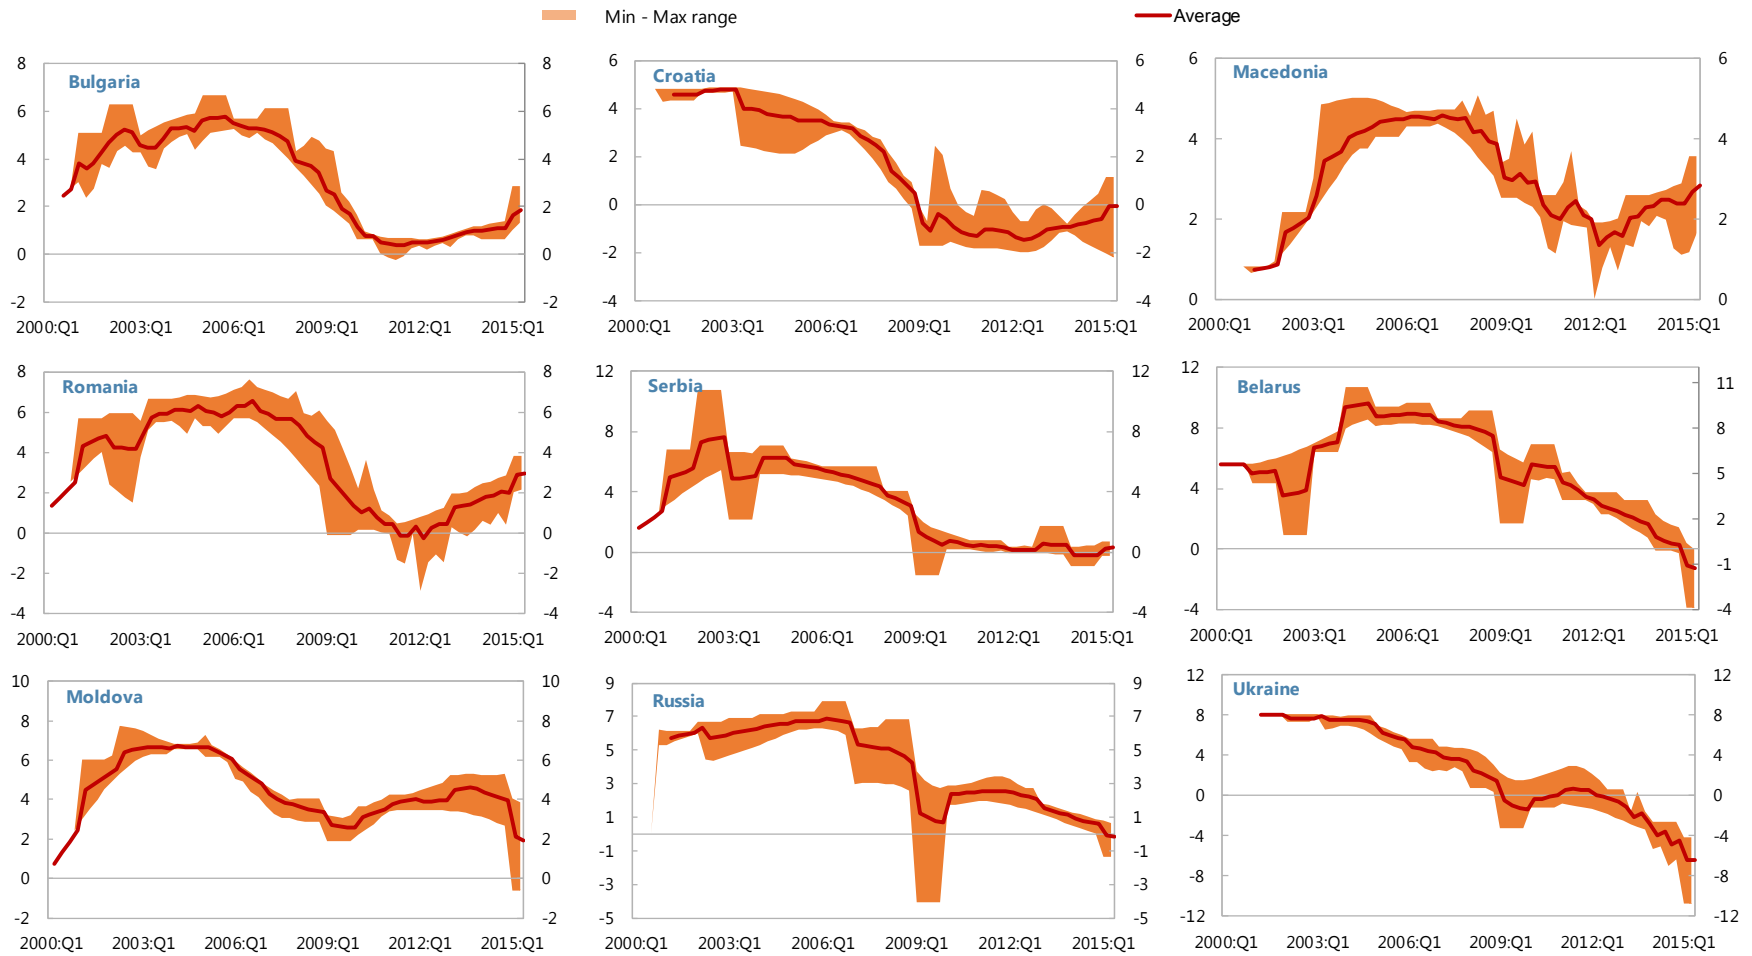 Min - Max range Average
Bulgaria
8 6 4 2 0 -2
8 6 4 2 0 -2
2000:Q1 2003:Q1 2006:Q1 2009:Q1 2012:Q1 2015:Q1
Croatia
6 4 2 0 -2 -4
6 4 2 0 -2 -4
2000:Q1 2003:Q1 2006:Q1 2009:Q1 2012:Q1 2015:Q1
Macedonia
6 4 2 0
6 4 2 0
2000:Q1 2003:Q1 2006:Q1 2009:Q1 2012:Q1 2015:Q1
Romania
8 6 4 2 0 -2 -4
8 6 4 2 0 -2 -4
2000:Q1 2003:Q1 2006:Q1 2009:Q1 2012:Q1 2015:Q1
Serbia
12 8 4 0 -4
12 8 4 0 -4
2000:Q1 2003:Q1 2006:Q1 2009:Q1 2012:Q1 2015:Q1
Belarus
12 8 4 0 -4
11 8 5 2 -1 -4
2000:Q1 2003:Q1 2006:Q1 2009:Q1 2012:Q1 2015:Q1
Moldova
10 8 6 4 2 0 -2
10 8 6 4 2 0 -2
2000:Q1 2003:Q1 2006:Q1 2009:Q1 2012:Q1 2015:Q1
Russia
9 7 5 3 1 -1 -3 -5
9 7 5 3 1 -1 -3 -5
2000:Q1 2003:Q1 2006:Q1 2009:Q1 2012:Q1 2015:Q1
Ukraine
12 8 4 0 -4 -8 -12
12 8 4 0 -4 -8 -12
2000:Q1 2003:Q1 2006:Q1 2009:Q1 2012:Q1 2015:Q1